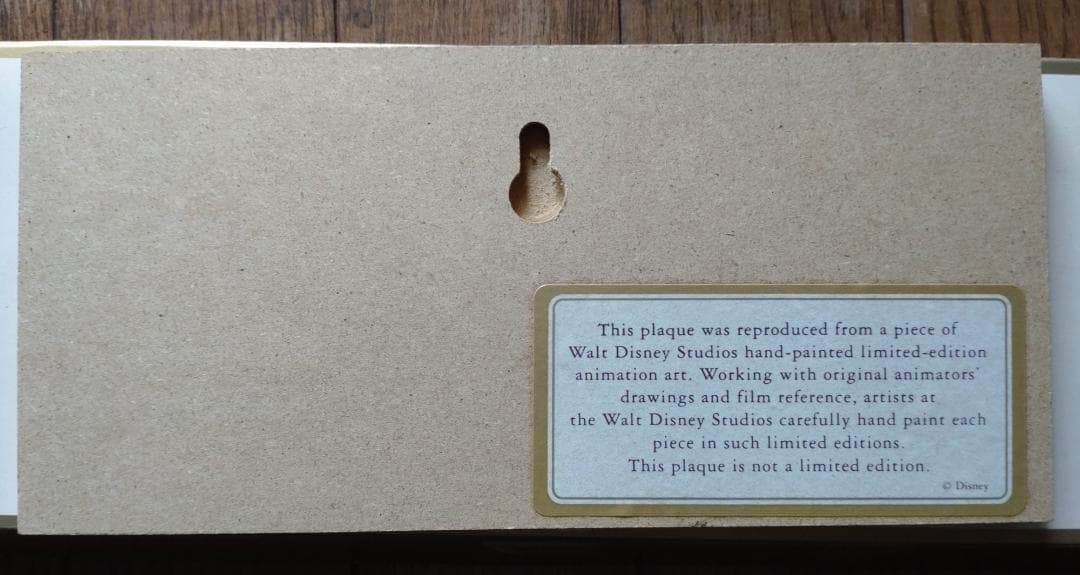 This plaque was reproduced from a piece of
Walt Disney Studios hand-painted limited-edition
animation art. Working with original animators'
drawings and film reference, artists at
the Walt Disney Studios carefully hand paint each
piece in such limited editions.
This plaque is not a limited edition.
© Disney